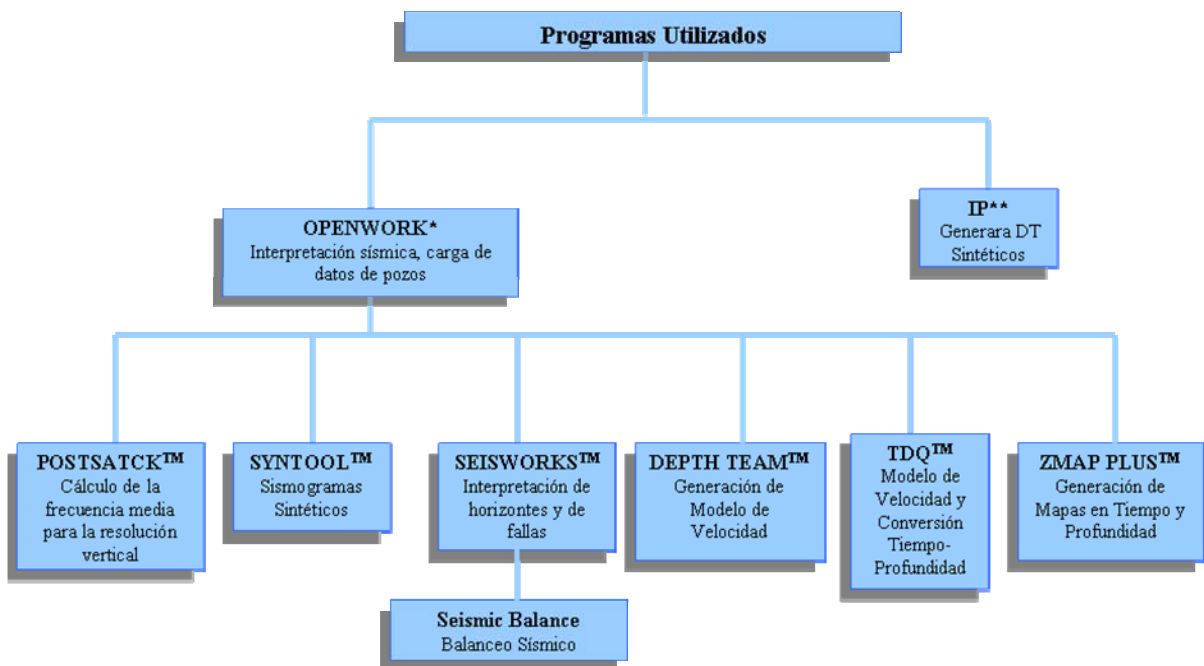 Programas Utilizados
OPENWORK*
Interpretación sísmica, carga de
datos de pozos
IP**
Generara DT
Sintéticos
POSTSATCK™
Cálculo de la
frecuencia media
para la resolución
vertical
SYNTOOL™
Sismogramas
Sintéticos
SEISWORKS™
Interpretación de
horizontes y de
fallas
DEPTH TEAM™
Generación de
Modelo de
Velocidad
TDQ™
Modelo de
Velocidad y
Conversión
Tiempo-
Profundidad
ZMAP PLUS™
Generación de
Mapas en Tiempo y
Profundidad
Seismic Balance
Balanceo Sísmico